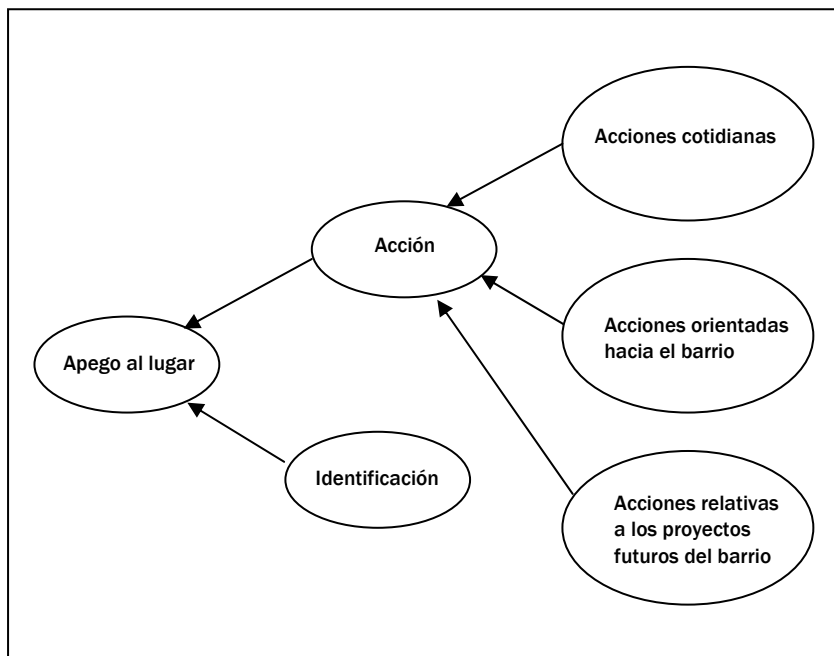 Acciones cotidianas
Acción
Acciones orientadas
hacia el barrio
Apego al lugar
Identificación
Acciones relativas
a los proyectos
futuros del barrio